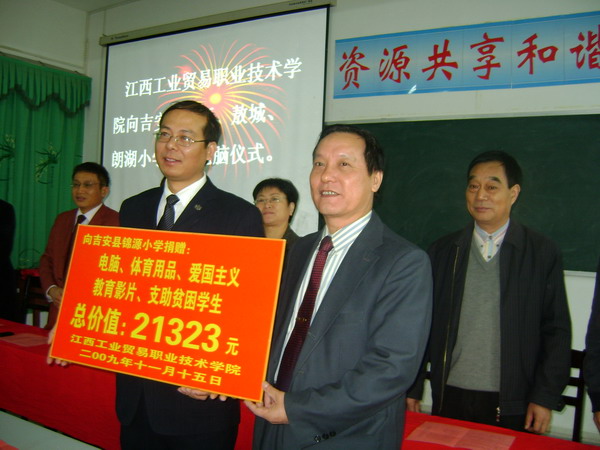 资源共享和谐
江西工业贸易职业技术学
院向吉安 敖城、
朗湖小 脑仪式。
向吉安县锦源小学捐赠：
电脑、体育用品、爱国主义
教育影片、支助贫困学生
总价值：21323元
江西工业贸易职业技术学院
二00九年十一月十五日